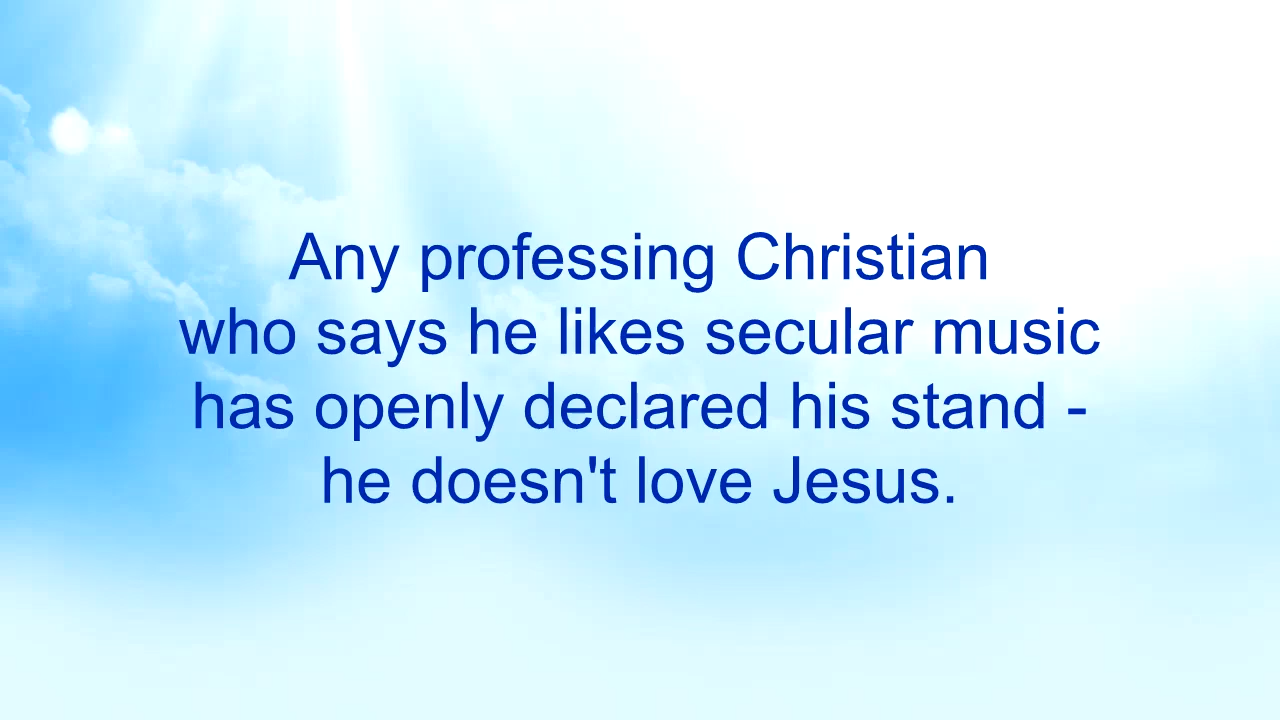 Any professing Christian
who says he likes secular music
has openly declared his stand -
he doesn't love Jesus.